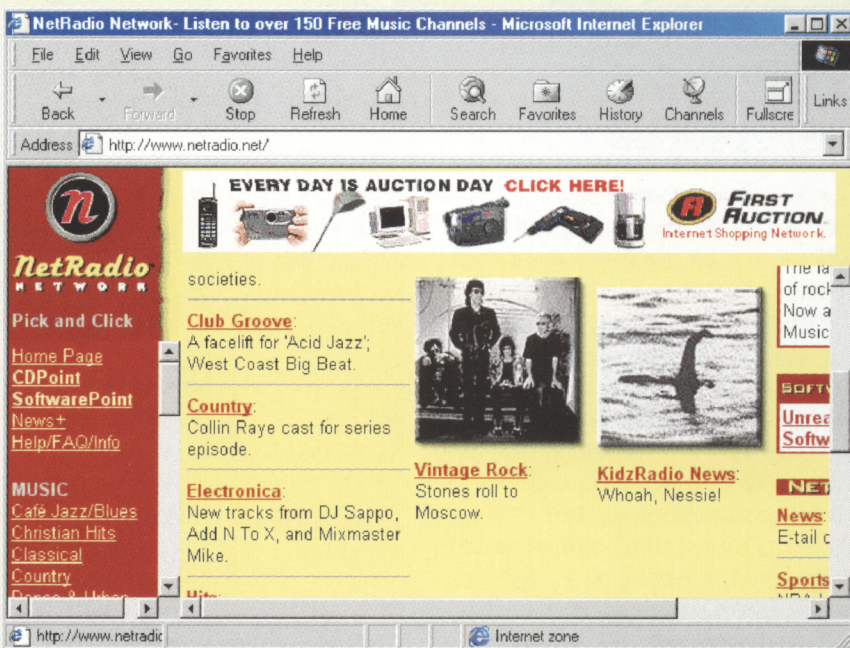 NetRadio Network- Listen to over 150 Free Music Channels - Microsoft Internet Explorer
File Edit View Go Favorites Help
Back Forward Stop Refresh Home Search Favorites History Channels Fullscre Links
Address http://www.netradio.net/
n
NetRadio
NETWORK
Pick and Click
Home Page
CDPoint
SoftwarePoint
News+
Help/FAQ/Info
MUSIC
Café Jazz/Blues
Christian Hits
Classical
Country
EVERY DAY IS AUCTION DAY CLICK HERE!
FIRST
AUCTION
Internet Shopping Network.
societies.
Club Groove:
A facelift for 'Acid Jazz';
West Coast Big Beat.
Country:
Collin Raye cast for series
episode.
Electronica:
New tracks from DJ Sappo,
Add N To X, and Mixmaster
Mike.
Hits:
Vintage Rock:
Stones roll to
Moscow.
KidzRadio News:
Whoah, Nessie!
of rock
Now a
Music
SOFTW
Unrea
Softw
NET
News:
E-tail
Sports
http://www.netradio
Internet zone